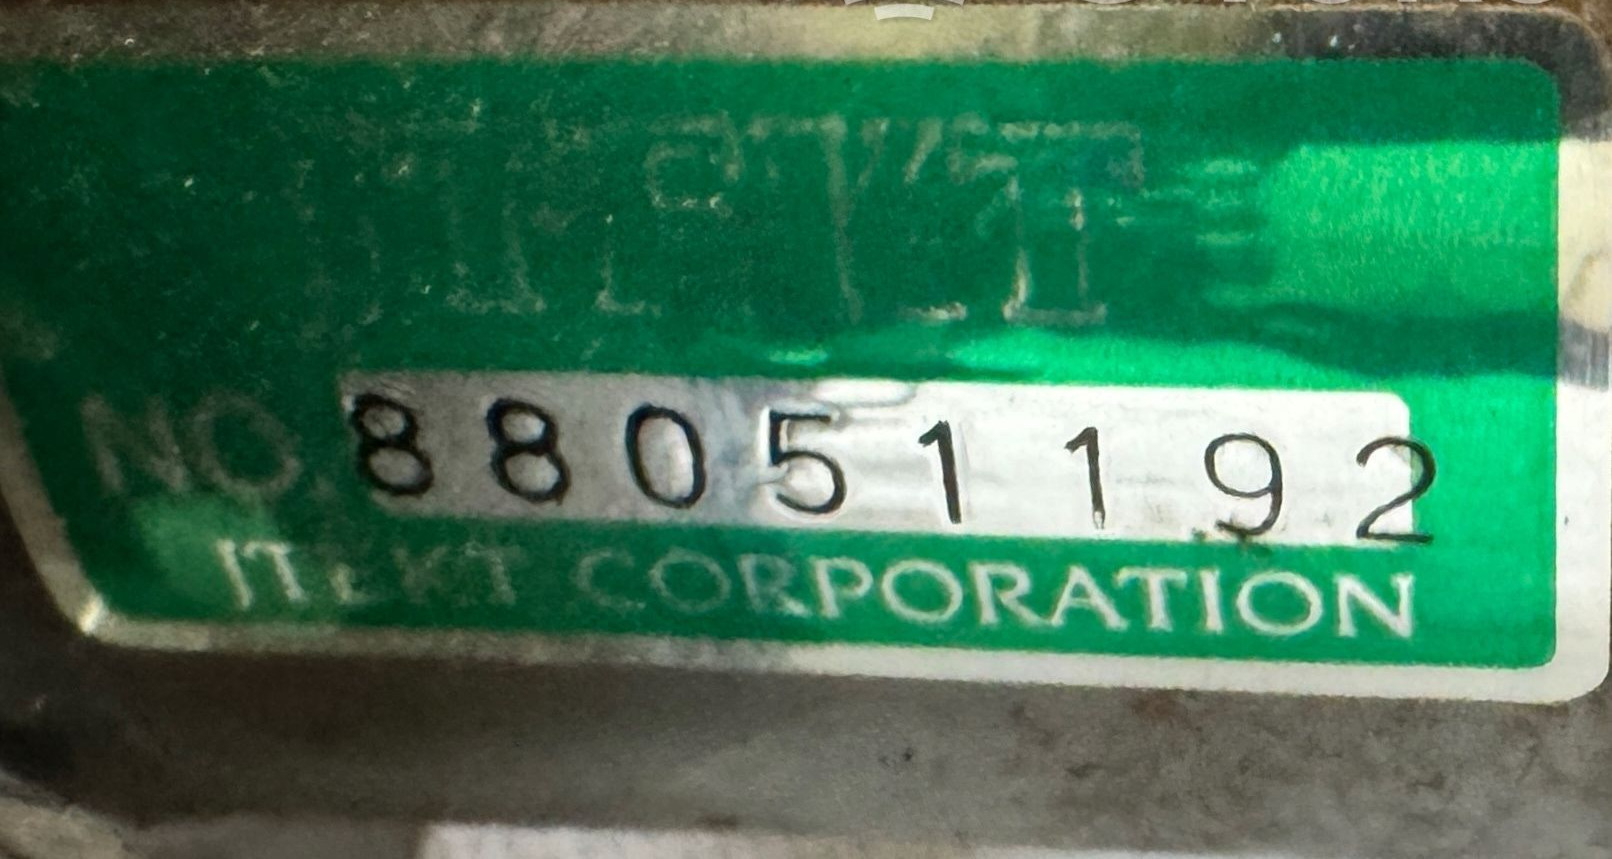 NO. 88051192
JTEKT CORPORATION